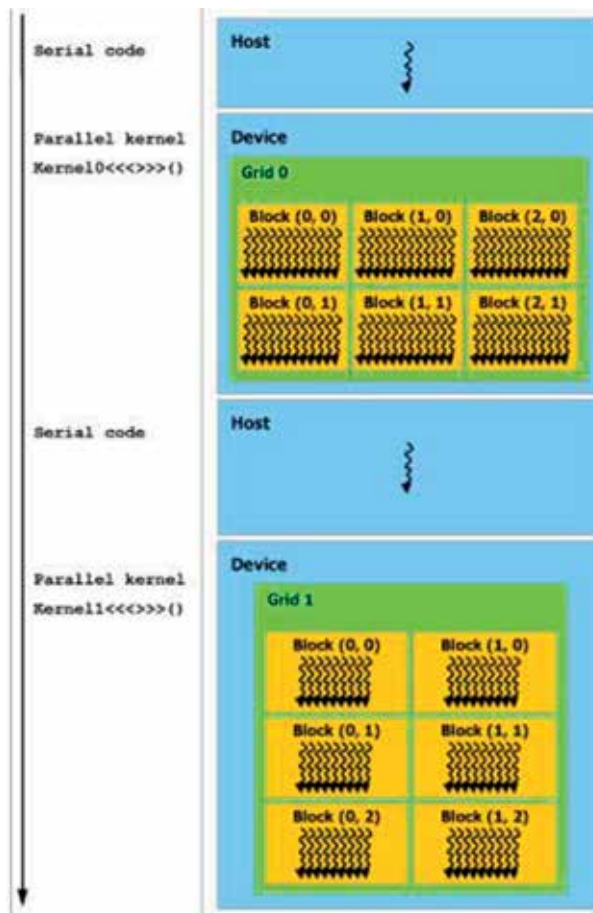 Serial code
Host
Parallel kernel
Kernel0<<<>>>()
Device
Grid 0
Block (0, 0) Block (1, 0) Block (2, 0)
Block (0, 1) Block (1, 1) Block (2, 1)
Serial code
Host
Parallel kernel
Kernel1<<<>>>()
Device
Grid 1
Block (0, 0) Block (1, 0)
Block (0, 1) Block (1, 1)
Block (0, 2) Block (1, 2)